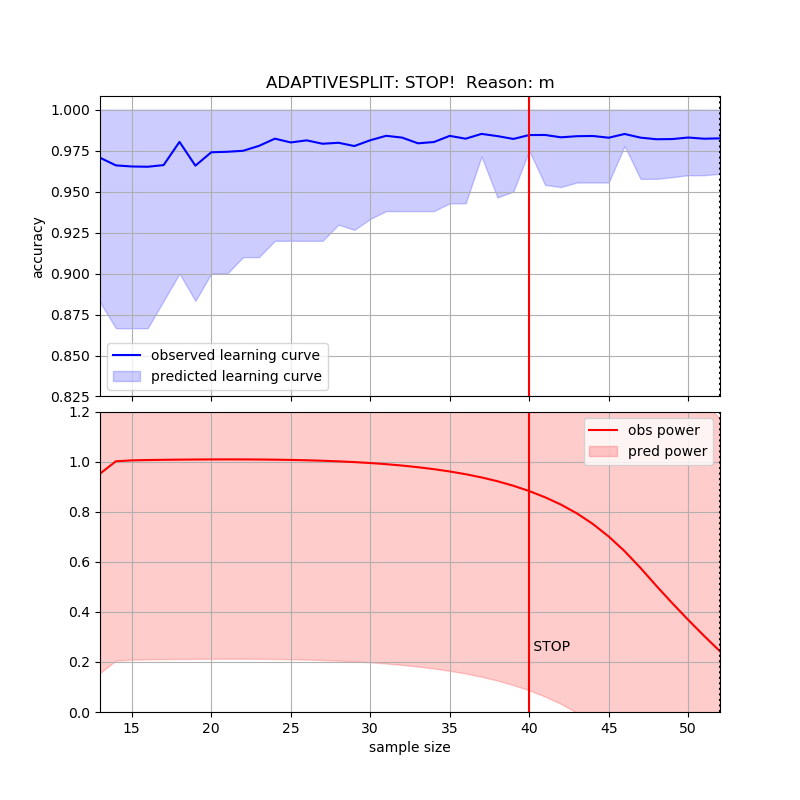 ADAPTIVESPLIT: STOP!  Reason: m
1.000
0.975
0.950
0.925
0.900
0.875
0.850
0.825
accuracy
observed learning curve
predicted learning curve
1.2
1.0
0.8
0.6
0.4
0.2
0.0
obs power
pred power
STOP
15 20 25 30 35 40 45 50
sample size